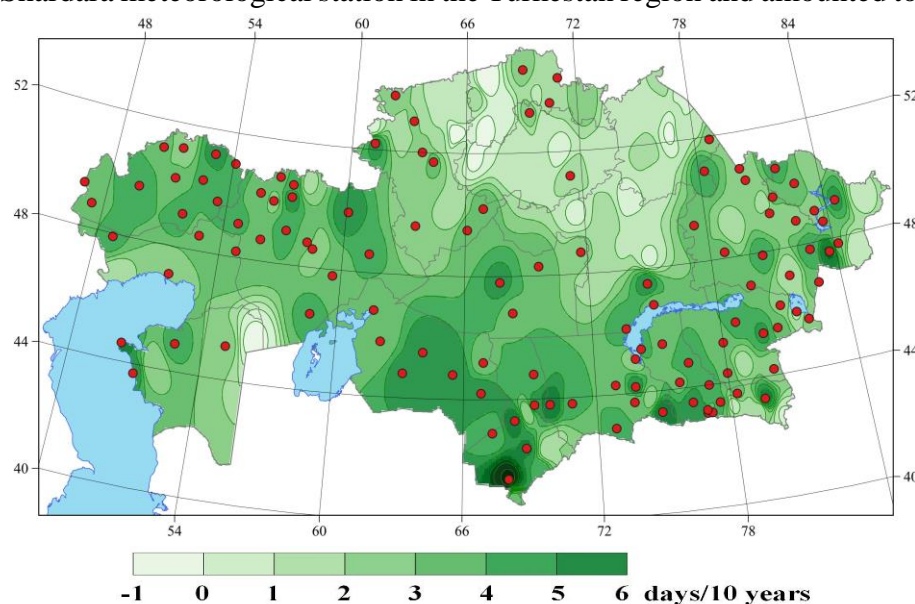 Shardara meteorological station in the Turkestan region and amounted to
48 54 60 66 72 78 84
52 52
48 48
44 44
40 40
54 60 66 72 78
-1 0 1 2 3 4 5 6 days/10 years